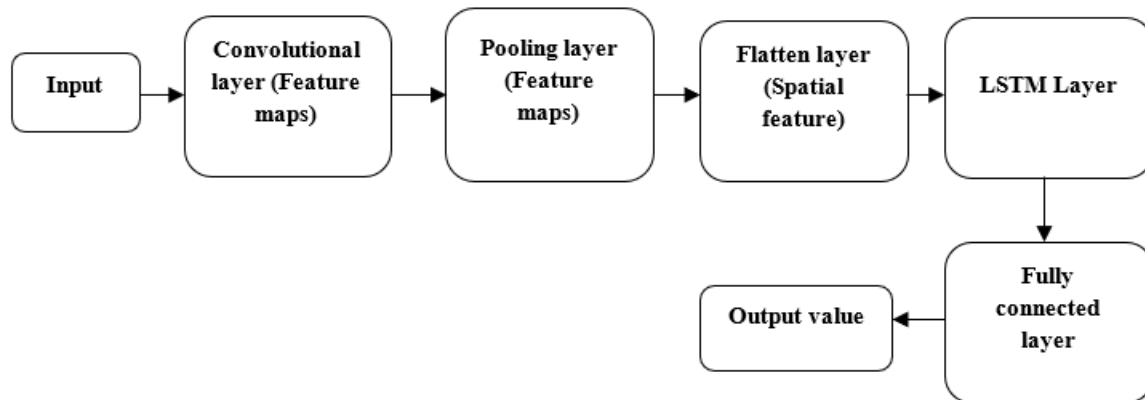 Input
Convolutional
layer (Feature
maps)
Pooling layer
(Feature
maps)
Flatten layer
(Spatial
feature)
LSTM Layer
Fully
connected
layer
Output value